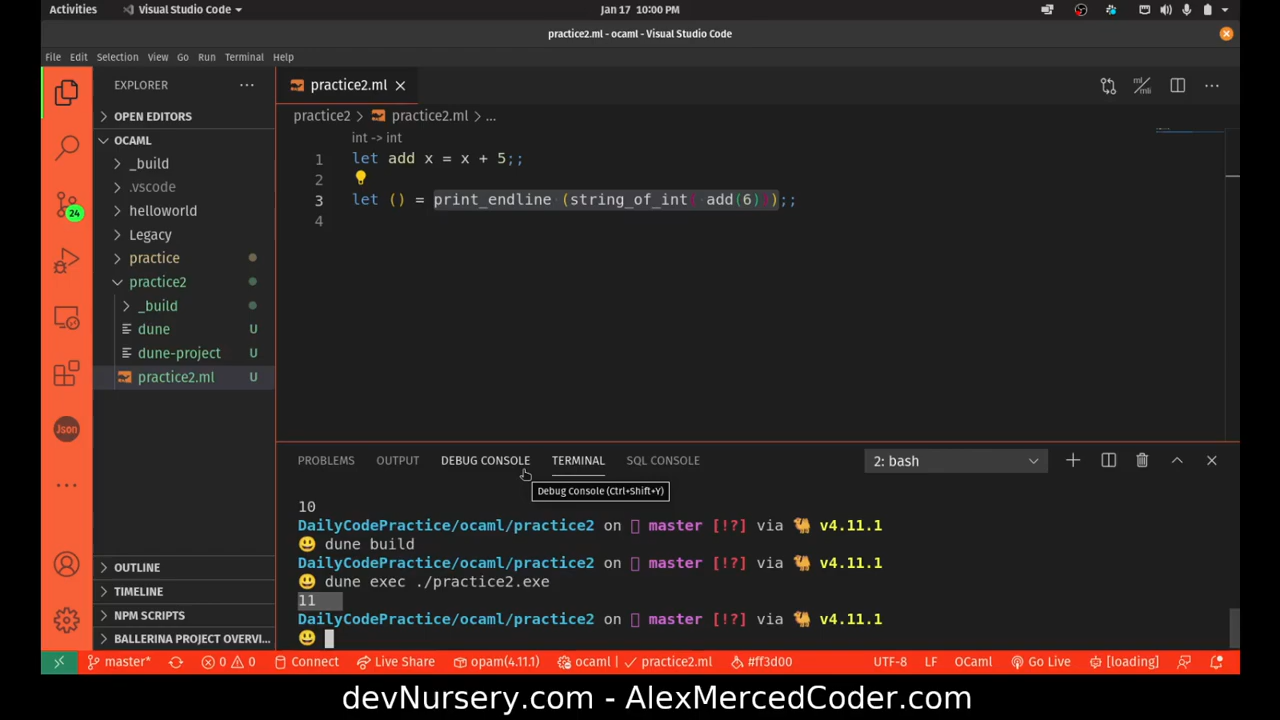 Activities Visual Studio Code Jan 17 10:00 PM
practice2.ml - ocaml - Visual Studio Code
File Edit Selection View Go Run Terminal Help
EXPLORER
practice2.ml
OPEN EDITORS
practice2 > practice2.ml > ...
OCAML
int -> int
_build
1 let add x = x + 5;;
.vscode
2
3 let () = print_endline (string_of_int( add(6)));;
helloworld
4
24
Legacy
practice
practice2
_build
dune U
dune-project U
practice2.ml U
Json
PROBLEMS OUTPUT DEBUG CONSOLE TERMINAL SQL CONSOLE 2: bash
Debug Console (Ctrl+Shift+Y)
10
DailyCodePractice/ocaml/practice2 on master [!?] via 🐫 v4.11.1
😃 dune build
DailyCodePractice/ocaml/practice2 on master [!?] via 🐫 v4.11.1
😃 dune exec ./practice2.exe
11
DailyCodePractice/ocaml/practice2 on master [!?] via 🐫 v4.11.1
😃
OUTLINE
TIMELINE
NPM SCRIPTS
BALLERINA PROJECT OVERVI...
master* 0 0 Connect Live Share opam(4.11.1) ocaml | ✓ practice2.ml #ff3d00 UTF-8 LF OCaml Go Live [loading]
devNursery.com - AlexMercedCoder.com